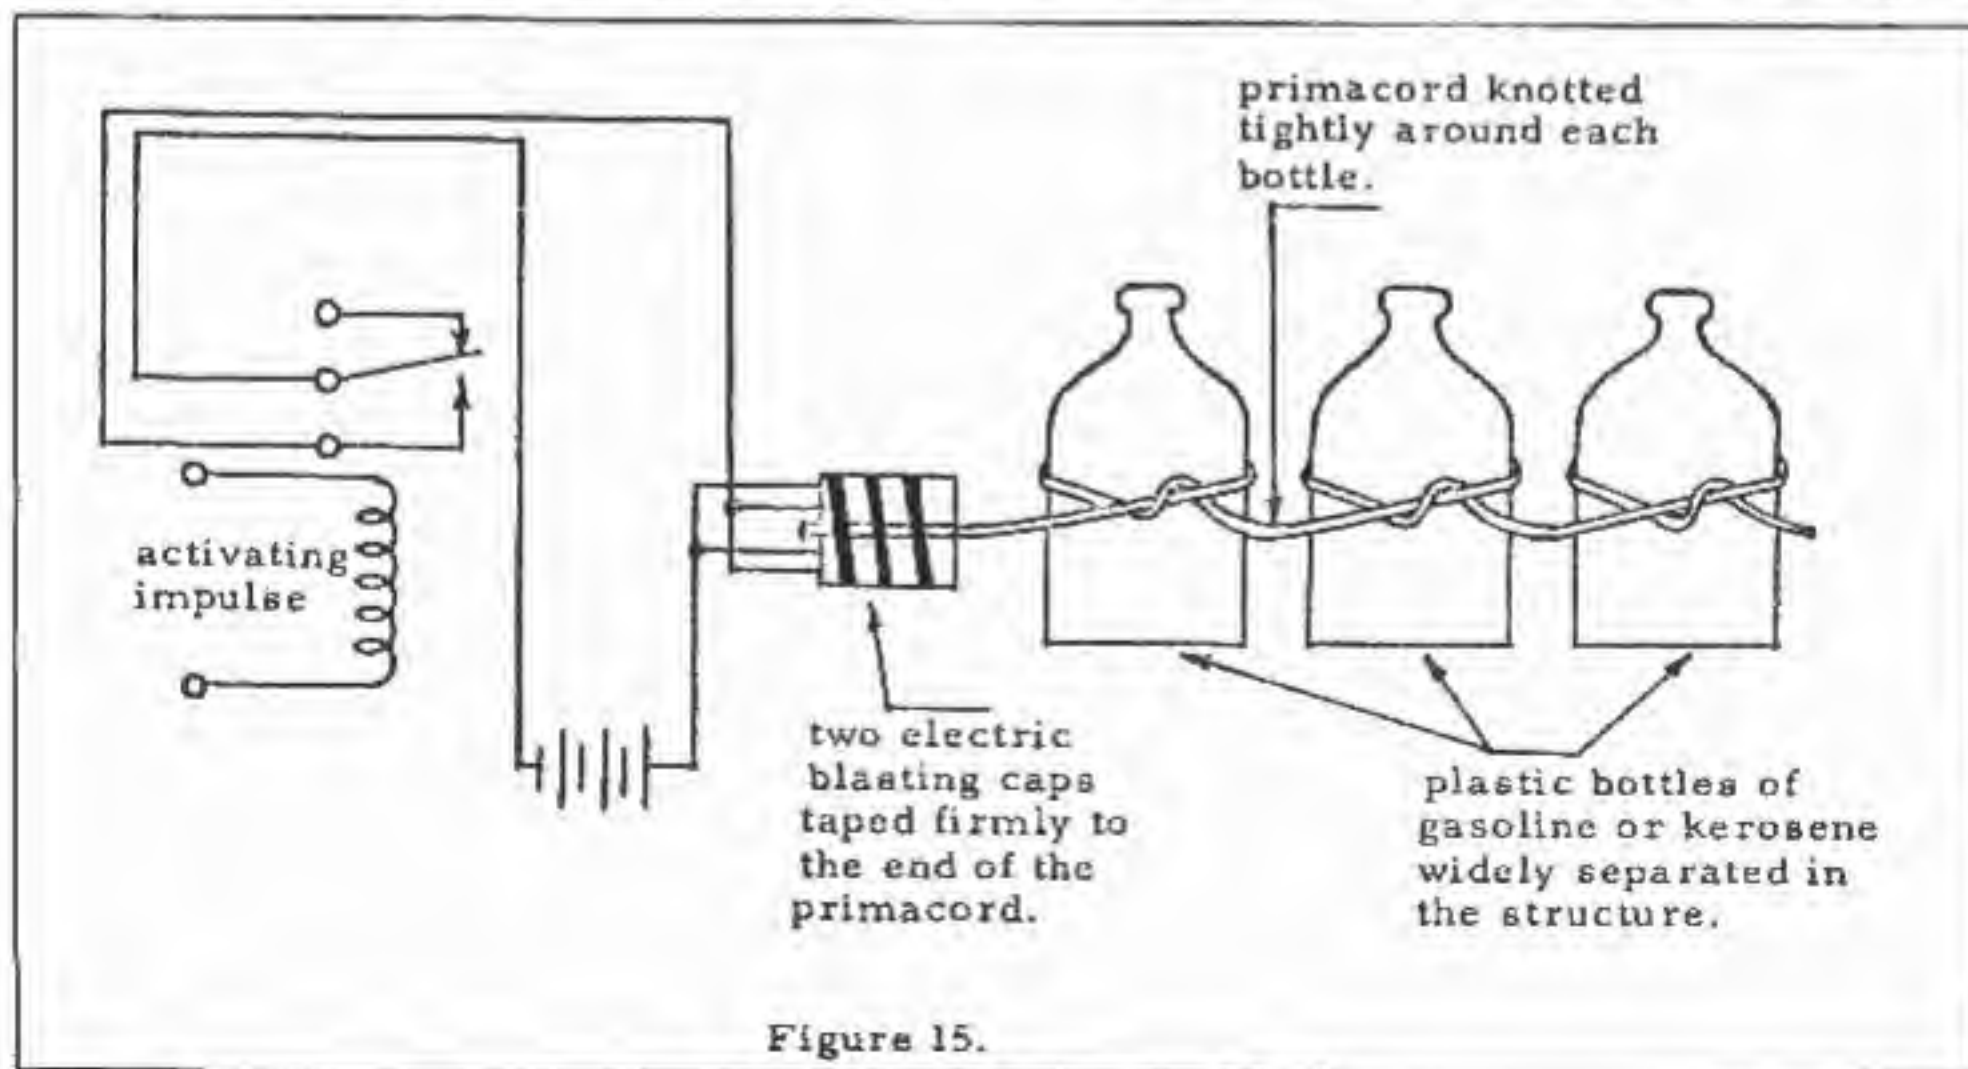 primacord knotted
tightly around each
bottle.
activating
impulse
two electric
blasting caps
taped firmly to
the end of the
primacord.
plastic bottles of
gasoline or kerosene
widely separated in
the structure.
Figure 15.